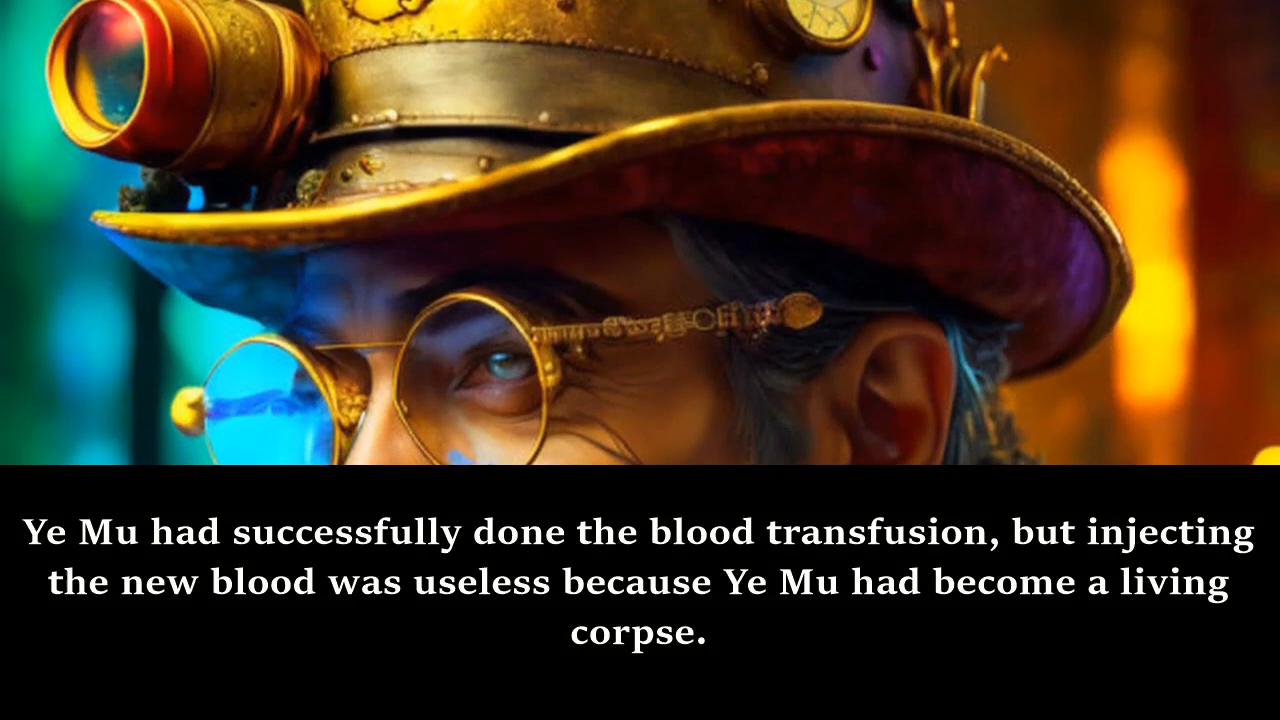 Ye Mu had successfully done the blood transfusion, but injecting
the new blood was useless because Ye Mu had become a living
corpse.